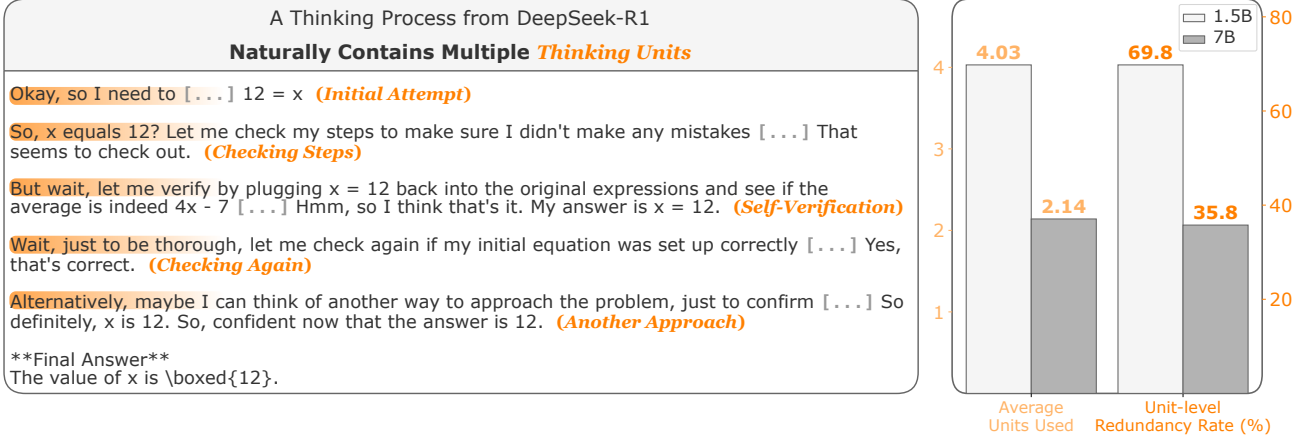 A Thinking Process from DeepSeek-R1
Naturally Contains Multiple Thinking Units
Okay, so I need to [...] 12 = x (Initial Attempt)
So, x equals 12? Let me check my steps to make sure I didn't make any mistakes [...] That
seems to check out. (Checking Steps)
But wait, let me verify by plugging x = 12 back into the original expressions and see if the
average is indeed 4x - 7 [...] Hmm, so I think that's it. My answer is x = 12. (Self-Verification)
Wait, just to be thorough, let me check again if my initial equation was set up correctly [...] Yes,
that's correct. (Checking Again)
Alternatively, maybe I can think of another way to approach the problem, just to confirm [...] So
definitely, x is 12. So, confident now that the answer is 12. (Another Approach)
**Final Answer**
The value of x is \boxed{12}.
1.5B
7B
4.03
69.8
2.14
35.8
4
3
2
1
80
60
40
20
Average
Units Used
Unit-level
Redundancy Rate (%)